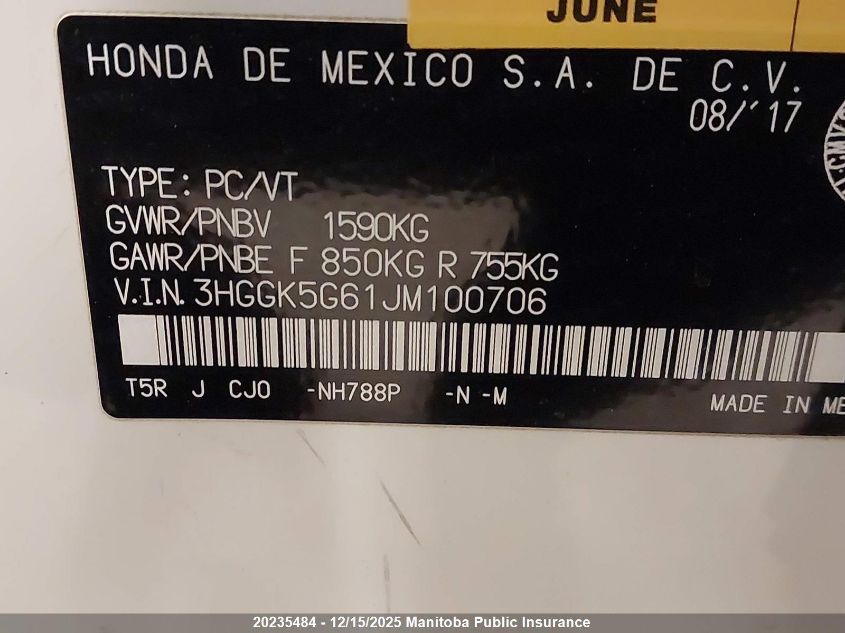 JUNE
HONDA DE MEXICO S.A. DE C.V.
08/'17
TYPE: PC/VT
GVWR/PNBV 1590KG
GAWR/PNBE F 850KG R 755KG
V.I.N. 3HGGK5G61JM100706
T5R J CJ0 -NH788P -N -M
MADE IN ME
20235484 - 12/15/2025 Manitoba Public Insurance